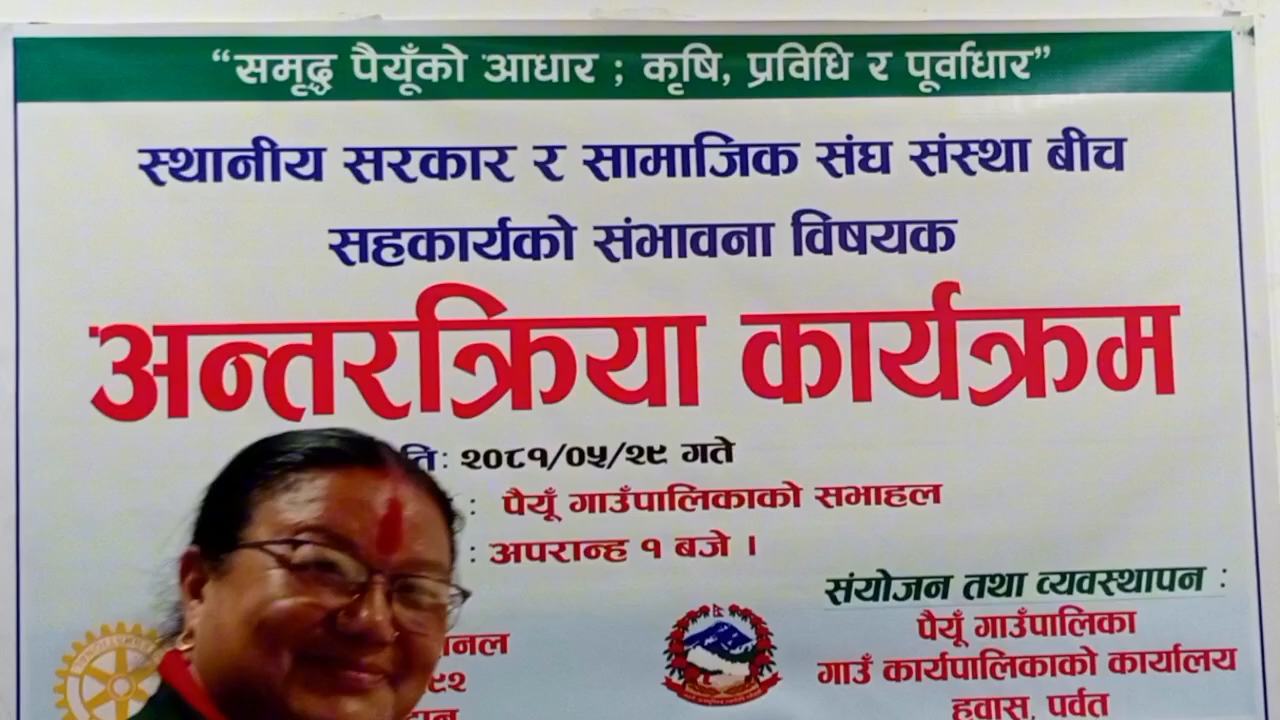 “समृद्ध पैयूँको आधार ; कृषि, प्रविधि र पूर्वाधार”
स्थानीय सरकार र सामाजिक संघ संस्था बीच
सहकार्यको संभावना विषयक
अन्तरक्रिया कार्यक्रम
ति: २०८१/०५/२९ गते
: पैयूँ गाउँपालिकाको सभाहल
: अपरान्ह १ बजे ।
संयोजन तथा व्यवस्थापन :
पैयूँ गाउँपालिका
गाउँ कार्यपालिकाको कार्यालय
हुवास, पर्वत